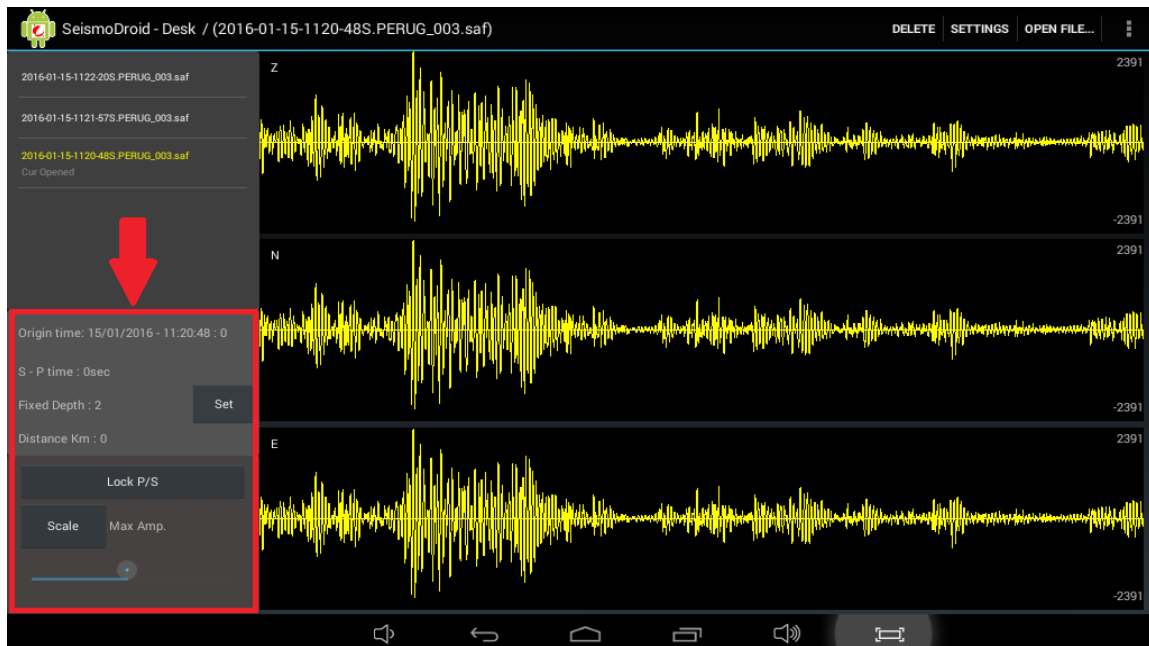 SeismoDroid - Desk / (2016-01-15-1120-48S.PERUG_003.saf)
DELETE
SETTINGS
OPEN FILE...
2016-01-15-1122-20S.PERUG_003.saf
2016-01-15-1121-57S.PERUG_003.saf
2016-01-15-1120-48S.PERUG_003.saf
Cur Opened
Origin time: 15/01/2016 - 11:20:48 : 0
S - P time : 0sec
Fixed Depth : 2
Set
Distance Km : 0
Lock P/S
Scale
Max Amp.
Z
2391
-2391
N
2391
-2391
E
2391
-2391